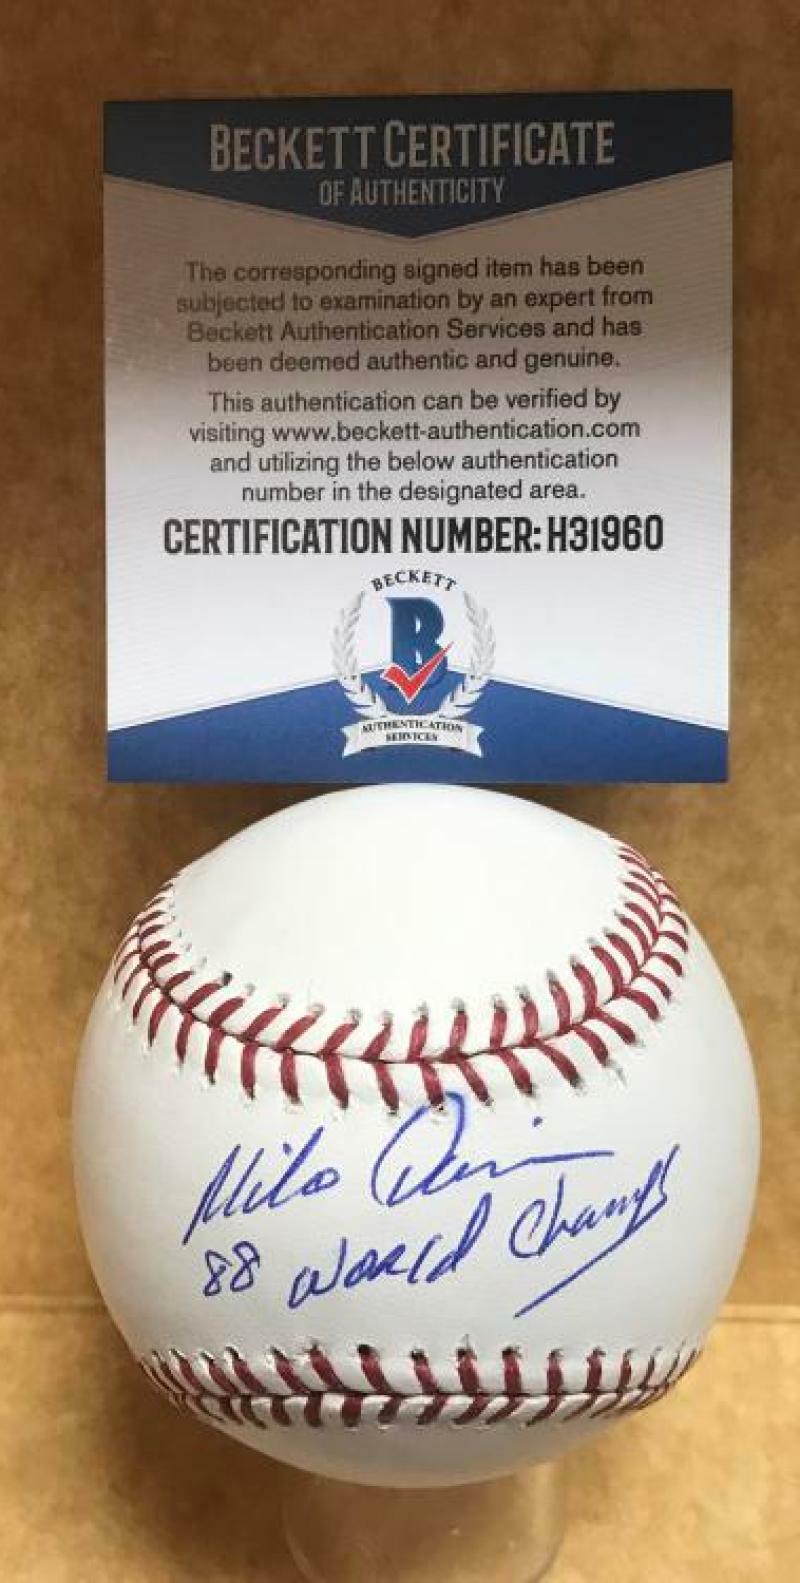 BECKETT CERTIFICATE
OF AUTHENTICITY
The corresponding signed item has been
subjected to examination by an expert from
Beckett Authentication Services and has
been deemed authentic and genuine.
This authentication can be verified by
visiting www.beckett-authentication.com
and utilizing the below authentication
number in the designated area.
CERTIFICATION NUMBER: H31960
BECKETT
B
AUTHENTICATION
SERVICES
Mike
88 World Champs